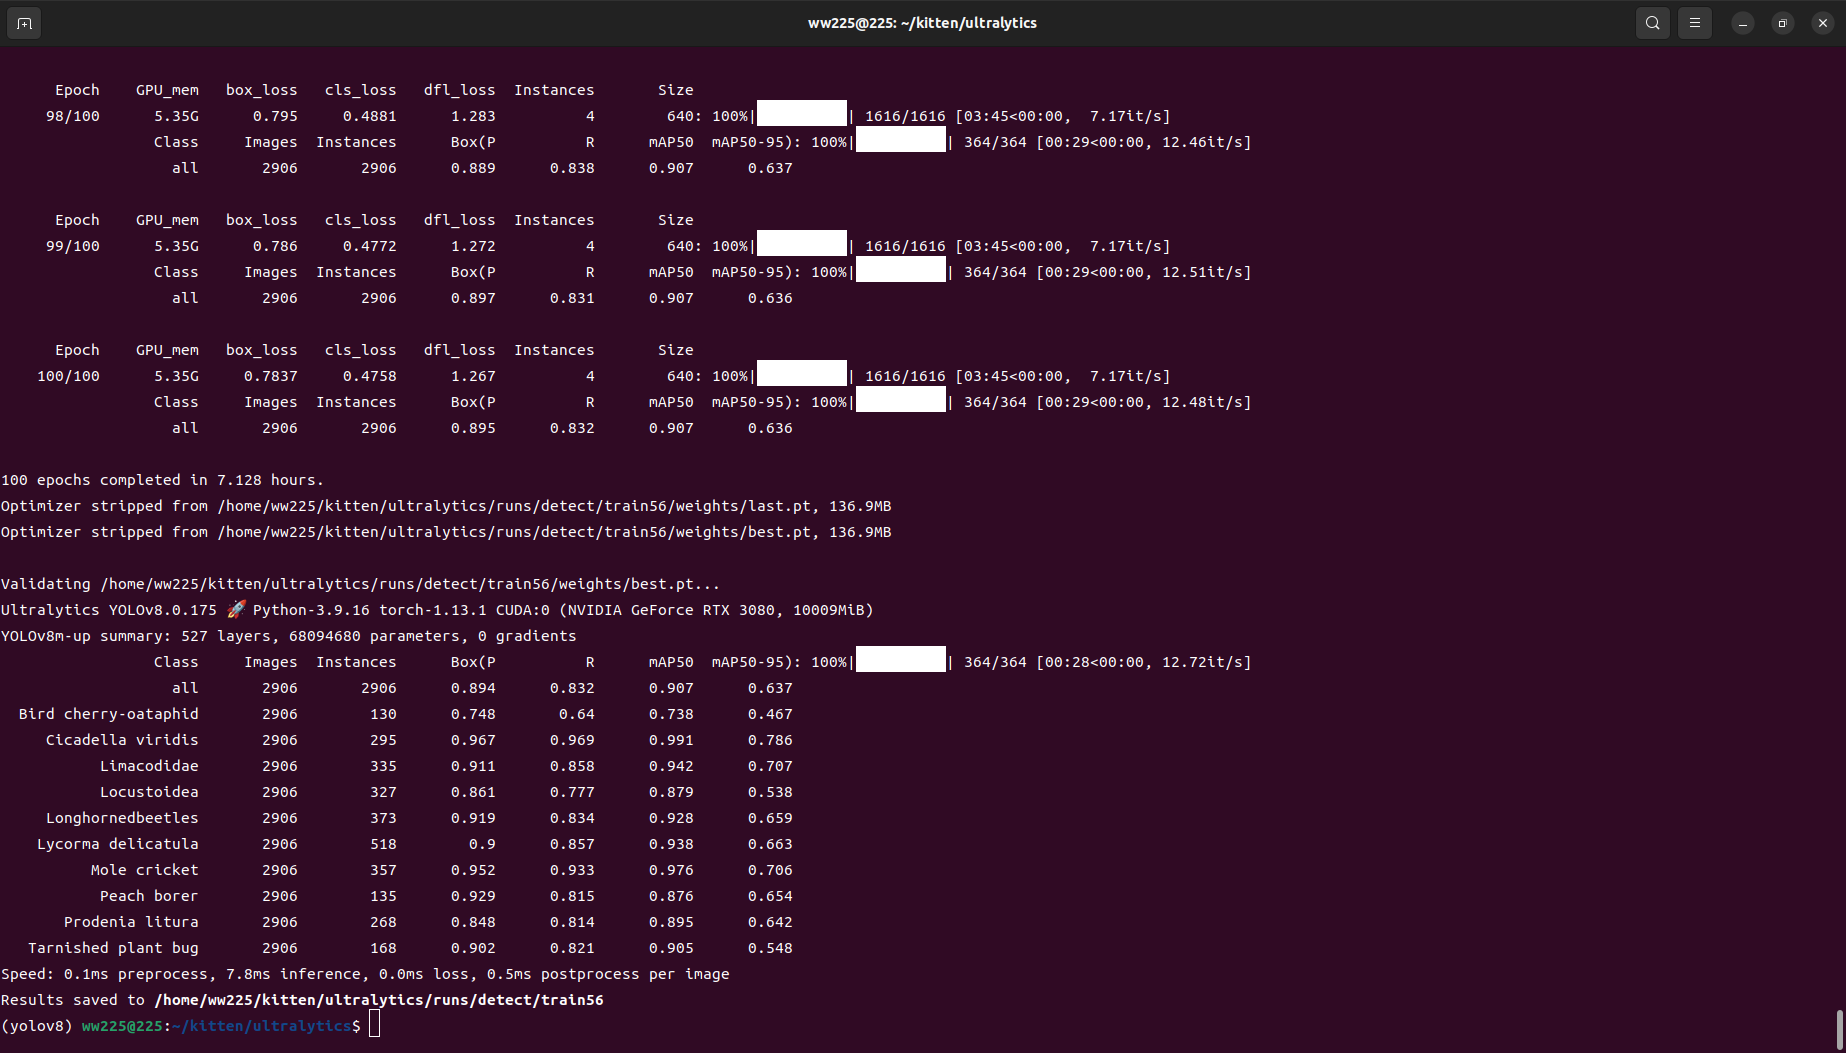 ww225@225: ~/kitten/ultralytics
Epoch GPU_mem box_loss cls_loss dfl_loss Instances Size
98/100 5.35G 0.795 0.4881 1.283 4 640: 100%| | 1616/1616 [03:45<00:00, 7.17it/s]
Class Images Instances Box(P R mAP50 mAP50-95): 100%| | 364/364 [00:29<00:00, 12.46it/s]
all 2906 2906 0.889 0.838 0.907 0.637
Epoch GPU_mem box_loss cls_loss dfl_loss Instances Size
99/100 5.35G 0.786 0.4772 1.272 4 640: 100%| | 1616/1616 [03:45<00:00, 7.17it/s]
Class Images Instances Box(P R mAP50 mAP50-95): 100%| | 364/364 [00:29<00:00, 12.51it/s]
all 2906 2906 0.897 0.831 0.907 0.636
Epoch GPU_mem box_loss cls_loss dfl_loss Instances Size
100/100 5.35G 0.7837 0.4758 1.267 4 640: 100%| | 1616/1616 [03:45<00:00, 7.17it/s]
Class Images Instances Box(P R mAP50 mAP50-95): 100%| | 364/364 [00:29<00:00, 12.48it/s]
all 2906 2906 0.895 0.832 0.907 0.636
100 epochs completed in 7.128 hours.
Optimizer stripped from /home/ww225/kitten/ultralytics/runs/detect/train56/weights/last.pt, 136.9MB
Optimizer stripped from /home/ww225/kitten/ultralytics/runs/detect/train56/weights/best.pt, 136.9MB
Validating /home/ww225/kitten/ultralytics/runs/detect/train56/weights/best.pt...
Ultralytics YOLOv8.0.175 🚀 Python-3.9.16 torch-1.13.1 CUDA:0 (NVIDIA GeForce RTX 3080, 10009MiB)
YOLOv8m-up summary: 527 layers, 68094680 parameters, 0 gradients
Class Images Instances Box(P R mAP50 mAP50-95): 100%| | 364/364 [00:28<00:00, 12.72it/s]
all 2906 2906 0.894 0.832 0.907 0.637
Bird cherry-oataphid 2906 130 0.748 0.64 0.738 0.467
Cicadella viridis 2906 295 0.967 0.969 0.991 0.786
Limacodidae 2906 335 0.911 0.858 0.942 0.707
Locustoidea 2906 327 0.861 0.777 0.879 0.538
Longhornedbeetles 2906 373 0.919 0.834 0.928 0.659
Lycorma delicatula 2906 518 0.9 0.857 0.938 0.663
Mole cricket 2906 357 0.952 0.933 0.976 0.706
Peach borer 2906 135 0.929 0.815 0.876 0.654
Prodenia litura 2906 268 0.848 0.814 0.895 0.642
Tarnished plant bug 2906 168 0.902 0.821 0.905 0.548
Speed: 0.1ms preprocess, 7.8ms inference, 0.0ms loss, 0.5ms postprocess per image
Results saved to /home/ww225/kitten/ultralytics/runs/detect/train56
(yolov8) ww225@225:~/kitten/ultralytics$